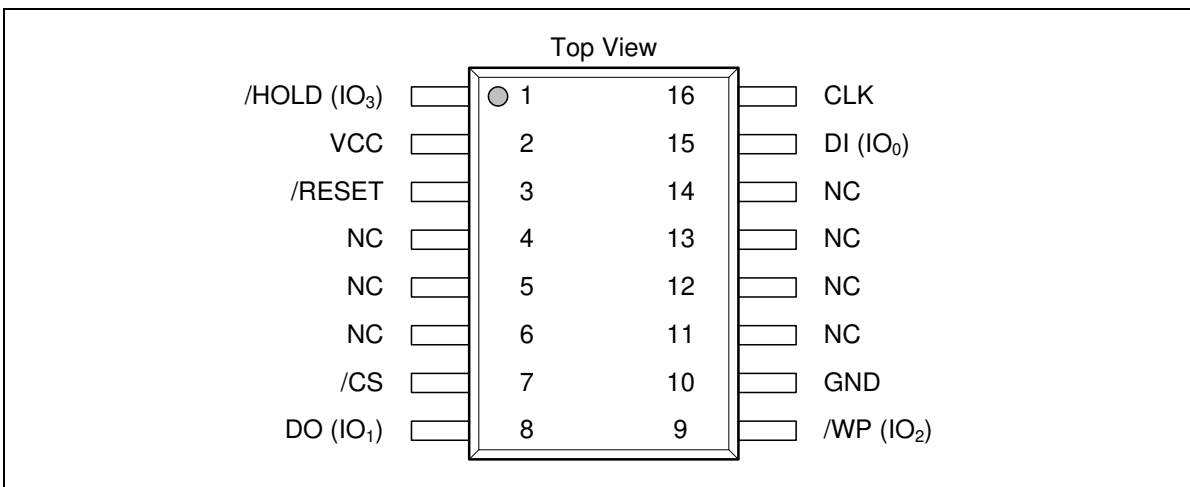 Top View
/HOLD (IO₃) 1 16 CLK
VCC 2 15 DI (IO₀)
/RESET 3 14 NC
NC 4 13 NC
NC 5 12 NC
NC 6 11 NC
/CS 7 10 GND
DO (IO₁) 8 9 /WP (IO₂)